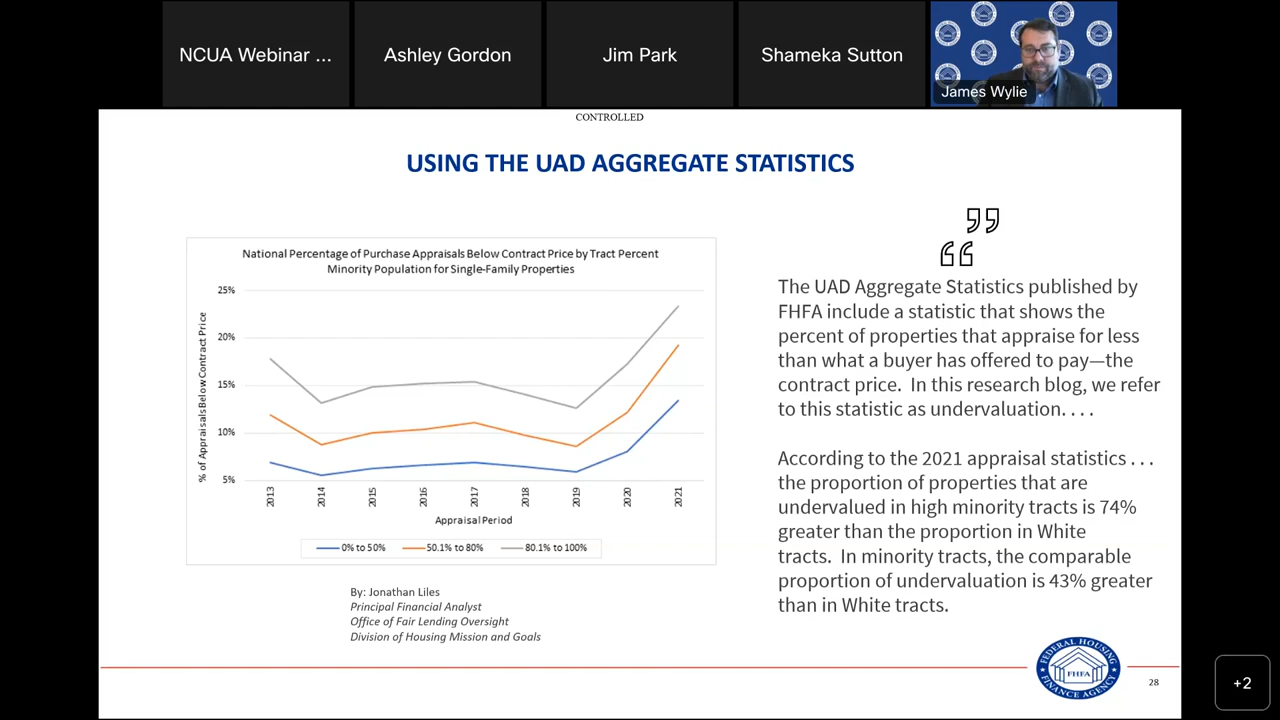 NCUA Webinar ...
Ashley Gordon
Jim Park
Shameka Sutton
James Wylie
CONTROLLED
USING THE UAD AGGREGATE STATISTICS
National Percentage of Purchase Appraisals Below Contract Price by Tract Percent
Minority Population for Single-Family Properties
% of Appraisals Below Contract Price
25%
20%
15%
10%
5%
2013
2014
2015
2016
2017
2018
2019
2020
2021
Appraisal Period
0% to 50%
50.1% to 80%
80.1% to 100%
By: Jonathan Liles
Principal Financial Analyst
Office of Fair Lending Oversight
Division of Housing Mission and Goals
”
“
The UAD Aggregate Statistics published by
FHFA include a statistic that shows the
percent of properties that appraise for less
than what a buyer has offered to pay—the
contract price.  In this research blog, we refer
to this statistic as undervaluation. . . .
According to the 2021 appraisal statistics . . .
the proportion of properties that are
undervalued in high minority tracts is 74%
greater than the proportion in White
tracts.  In minority tracts, the comparable
proportion of undervaluation is 43% greater
than in White tracts.
FEDERAL HOUSING
FHFA
FINANCE AGENCY
28
+2